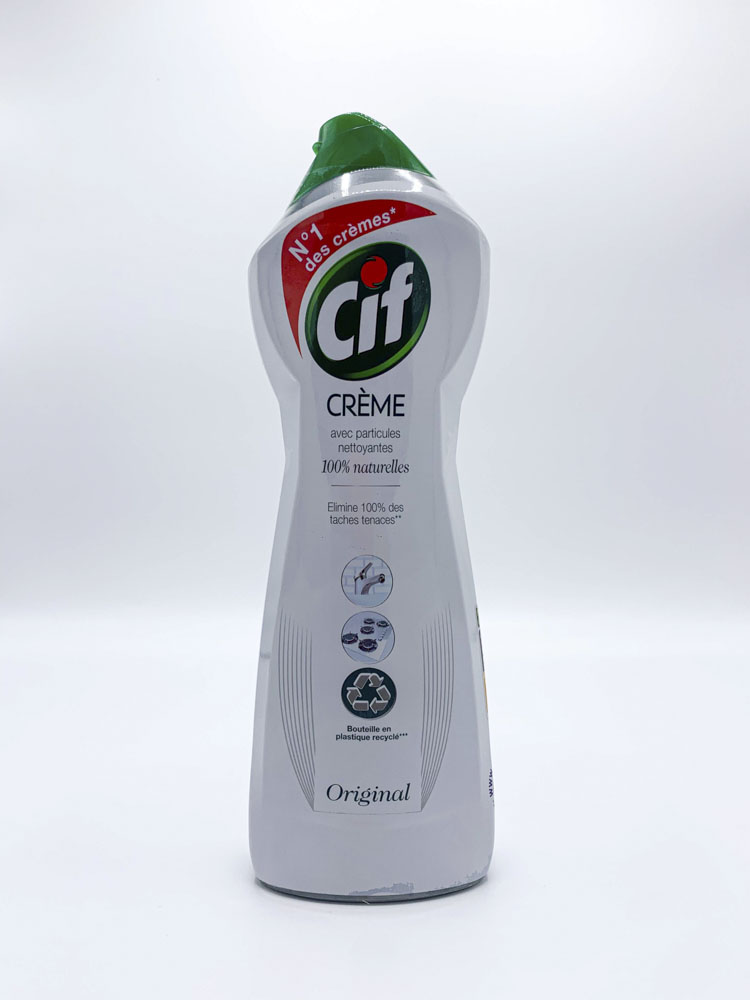 N°1
des crèmes*
Cif
CRÈME
avec particules
nettoyantes
100% naturelles
Elimine 100% des
taches tenaces**
Bouteille en
plastique recyclé***
Original